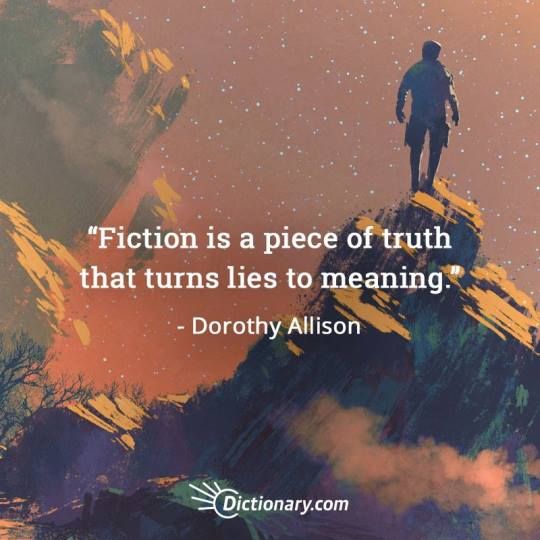 “Fiction is a piece of truth
that turns lies to meaning.”
- Dorothy Allison
Dictionary.com